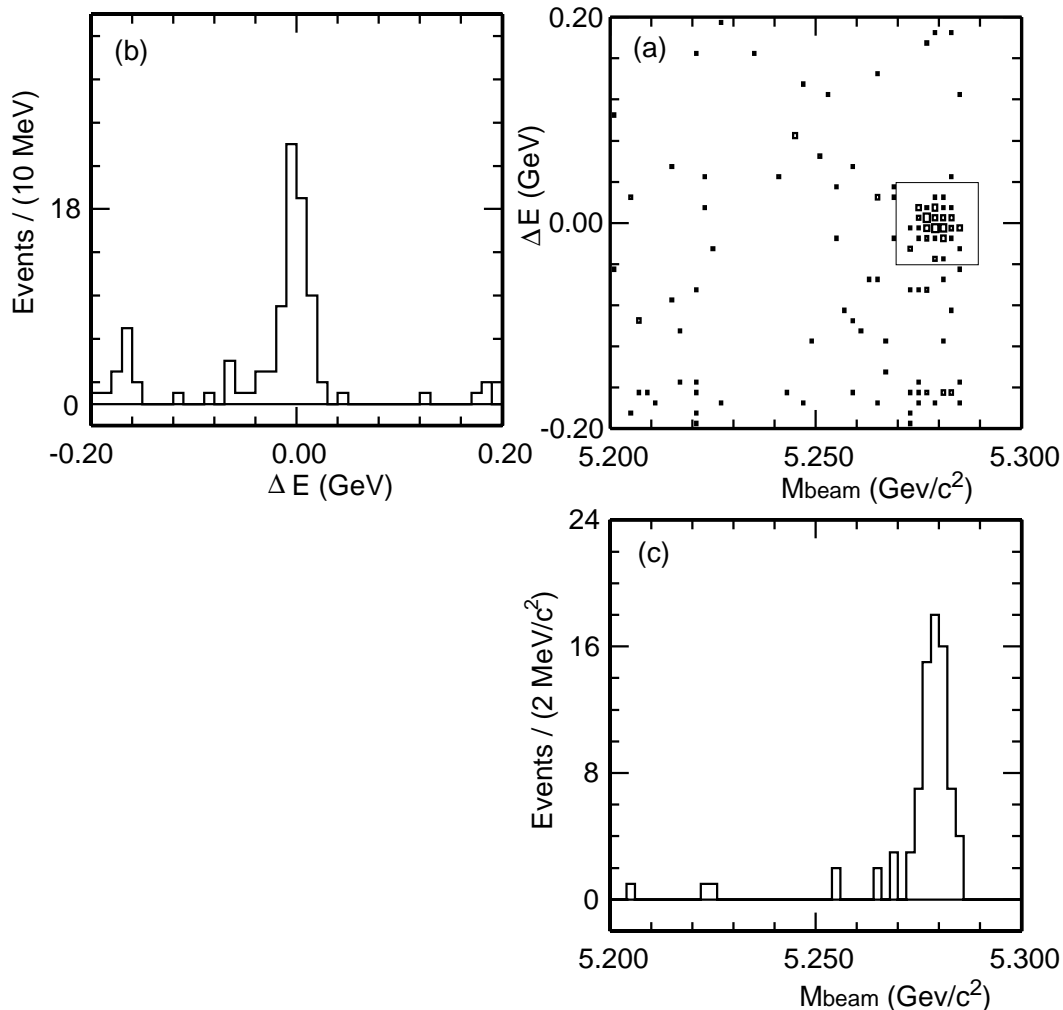 (b)
Events / (10 MeV)
18
0
-0.20
0.00
0.20
Δ E (GeV)
(a)
0.20
ΔE (GeV)
0.00
-0.20
5.200
5.250
5.300
Mbeam (Gev/c²)
(c)
24
Events / (2 MeV/c²)
16
8
0
5.200
5.250
5.300
Mbeam (Gev/c²)